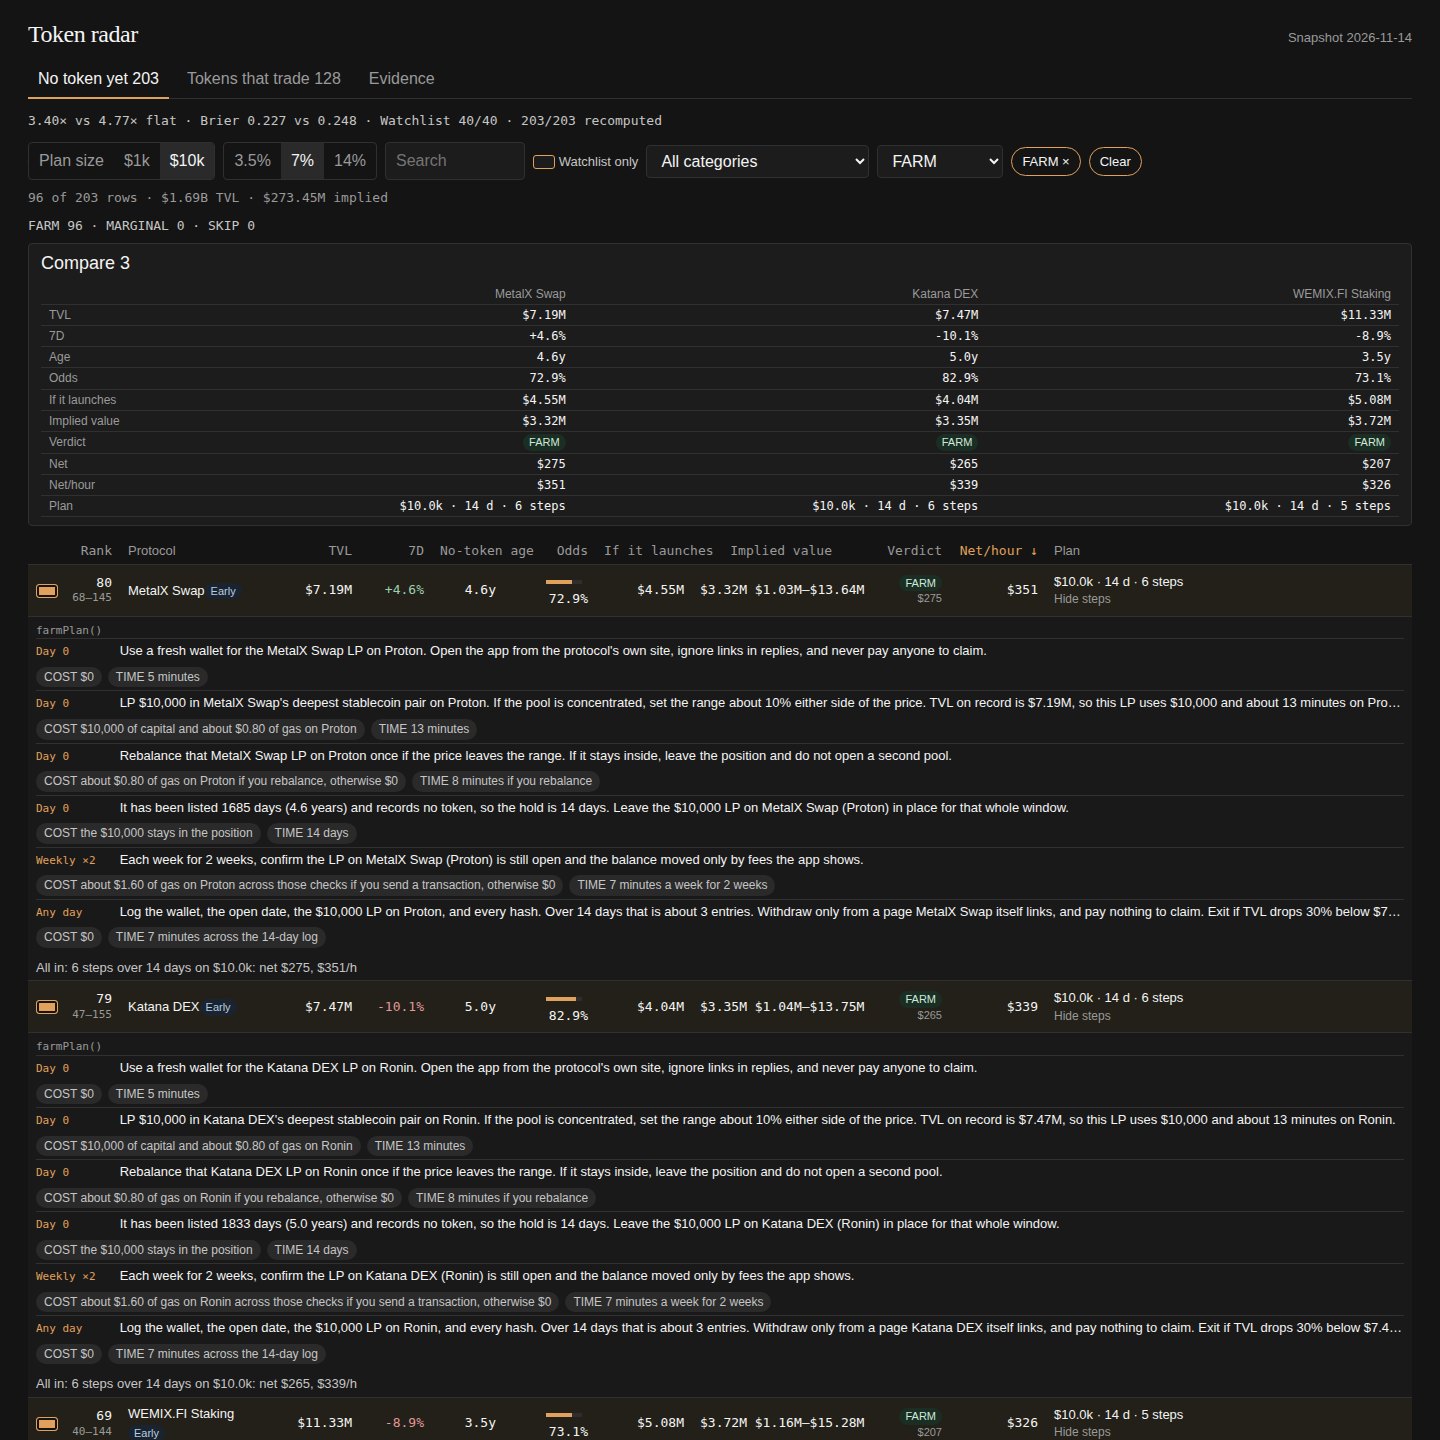 Token radar
Snapshot 2026-11-14
No token yet 203 Tokens that trade 128 Evidence
3.40× vs 4.77× flat · Brier 0.227 vs 0.248 · Watchlist 40/40 · 203/203 recomputed
Plan size $1k $10k 3.5% 7% 14% Search Watchlist only All categories FARM FARM × Clear
96 of 203 rows · $1.69B TVL · $273.45M implied
FARM 96 · MARGINAL 0 · SKIP 0
Compare 3
MetalX Swap Katana DEX WEMIX.FI Staking
TVL $7.19M $7.47M $11.33M
7D +4.6% -10.1% -8.9%
Age 4.6y 5.0y 3.5y
Odds 72.9% 82.9% 73.1%
If it launches $4.55M $4.04M $5.08M
Implied value $3.32M $3.35M $3.72M
Verdict FARM FARM FARM
Net $275 $265 $207
Net/hour $351 $339 $326
Plan $10.0k · 14 d · 6 steps $10.0k · 14 d · 6 steps $10.0k · 14 d · 5 steps
Rank Protocol TVL 7D No-token age Odds If it launches Implied value Verdict Net/hour ↓ Plan
80 68–145 MetalX Swap Early $7.19M +4.6% 4.6y 72.9% $4.55M $3.32M $1.03M–$13.64M FARM $275 $351 $10.0k · 14 d · 6 steps Hide steps
farmPlan()
Day 0 Use a fresh wallet for the MetalX Swap LP on Proton. Open the app from the protocol's own site, ignore links in replies, and never pay anyone to claim.
COST $0 TIME 5 minutes
Day 0 LP $10,000 in MetalX Swap's deepest stablecoin pair on Proton. If the pool is concentrated, set the range about 10% either side of the price. TVL on record is $7.19M, so this LP uses $10,000 and about 13 minutes on Pro…
COST $10,000 of capital and about $0.80 of gas on Proton TIME 13 minutes
Day 0 Rebalance that MetalX Swap LP on Proton once if the price leaves the range. If it stays inside, leave the position and do not open a second pool.
COST about $0.80 of gas on Proton if you rebalance, otherwise $0 TIME 8 minutes if you rebalance
Day 0 It has been listed 1685 days (4.6 years) and records no token, so the hold is 14 days. Leave the $10,000 LP on MetalX Swap (Proton) in place for that whole window.
COST the $10,000 stays in the position TIME 14 days
Weekly ×2 Each week for 2 weeks, confirm the LP on MetalX Swap (Proton) is still open and the balance moved only by fees the app shows.
COST about $1.60 of gas on Proton across those checks if you send a transaction, otherwise $0 TIME 7 minutes a week for 2 weeks
Any day Log the wallet, the open date, the $10,000 LP on Proton, and every hash. Over 14 days that is about 3 entries. Withdraw only from a page MetalX Swap itself links, and pay nothing to claim. Exit if TVL drops 30% below $7…
COST $0 TIME 7 minutes across the 14-day log
All in: 6 steps over 14 days on $10.0k: net $275, $351/h
79 47–155 Katana DEX Early $7.47M -10.1% 5.0y 82.9% $4.04M $3.35M $1.04M–$13.75M FARM $265 $339 $10.0k · 14 d · 6 steps Hide steps
farmPlan()
Day 0 Use a fresh wallet for the Katana DEX LP on Ronin. Open the app from the protocol's own site, ignore links in replies, and never pay anyone to claim.
COST $0 TIME 5 minutes
Day 0 LP $10,000 in Katana DEX's deepest stablecoin pair on Ronin. If the pool is concentrated, set the range about 10% either side of the price. TVL on record is $7.47M, so this LP uses $10,000 and about 13 minutes on Ronin.
COST $10,000 of capital and about $0.80 of gas on Ronin TIME 13 minutes
Day 0 Rebalance that Katana DEX LP on Ronin once if the price leaves the range. If it stays inside, leave the position and do not open a second pool.
COST about $0.80 of gas on Ronin if you rebalance, otherwise $0 TIME 8 minutes if you rebalance
Day 0 It has been listed 1833 days (5.0 years) and records no token, so the hold is 14 days. Leave the $10,000 LP on Katana DEX (Ronin) in place for that whole window.
COST the $10,000 stays in the position TIME 14 days
Weekly ×2 Each week for 2 weeks, confirm the LP on Katana DEX (Ronin) is still open and the balance moved only by fees the app shows.
COST about $1.60 of gas on Ronin across those checks if you send a transaction, otherwise $0 TIME 7 minutes a week for 2 weeks
Any day Log the wallet, the open date, the $10,000 LP on Ronin, and every hash. Over 14 days that is about 3 entries. Withdraw only from a page Katana DEX itself links, and pay nothing to claim. Exit if TVL drops 30% below $7.4…
COST $0 TIME 7 minutes across the 14-day log
All in: 6 steps over 14 days on $10.0k: net $265, $339/h
69 40–144 WEMIX.FI Staking Early $11.33M -8.9% 3.5y 73.1% $5.08M $3.72M $1.16M–$15.28M FARM $207 $326 $10.0k · 14 d · 5 steps Hide steps